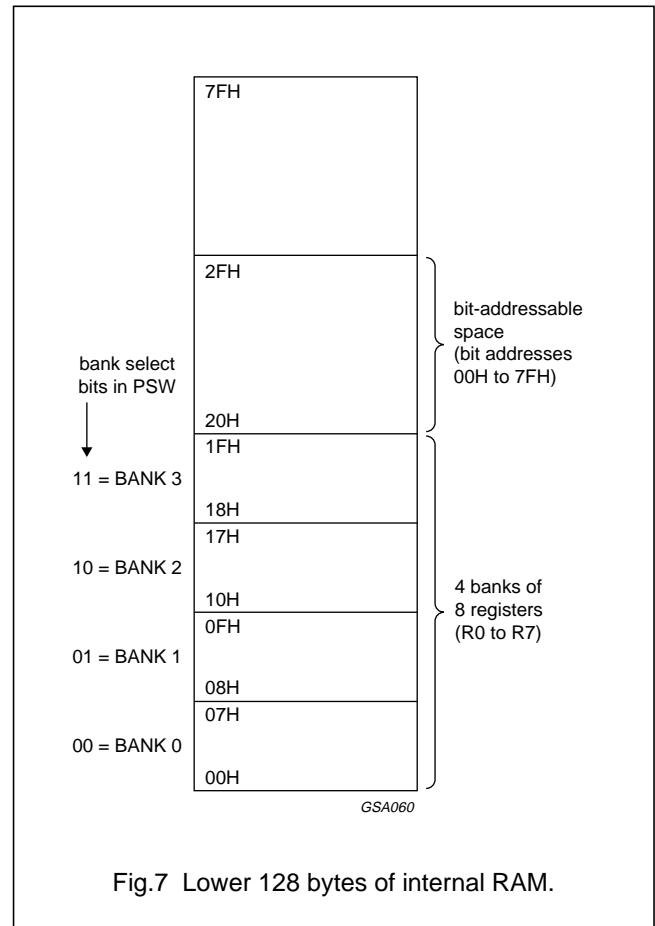 7FH
2FH
bit-addressable
space
(bit addresses
00H to 7FH)
bank select
bits in PSW
20H
1FH
11 = BANK 3
18H
17H
10 = BANK 2
10H
4 banks of
8 registers
(R0 to R7)
0FH
01 = BANK 1
08H
07H
00 = BANK 0
00H
GSA060
Fig.7 Lower 128 bytes of internal RAM.